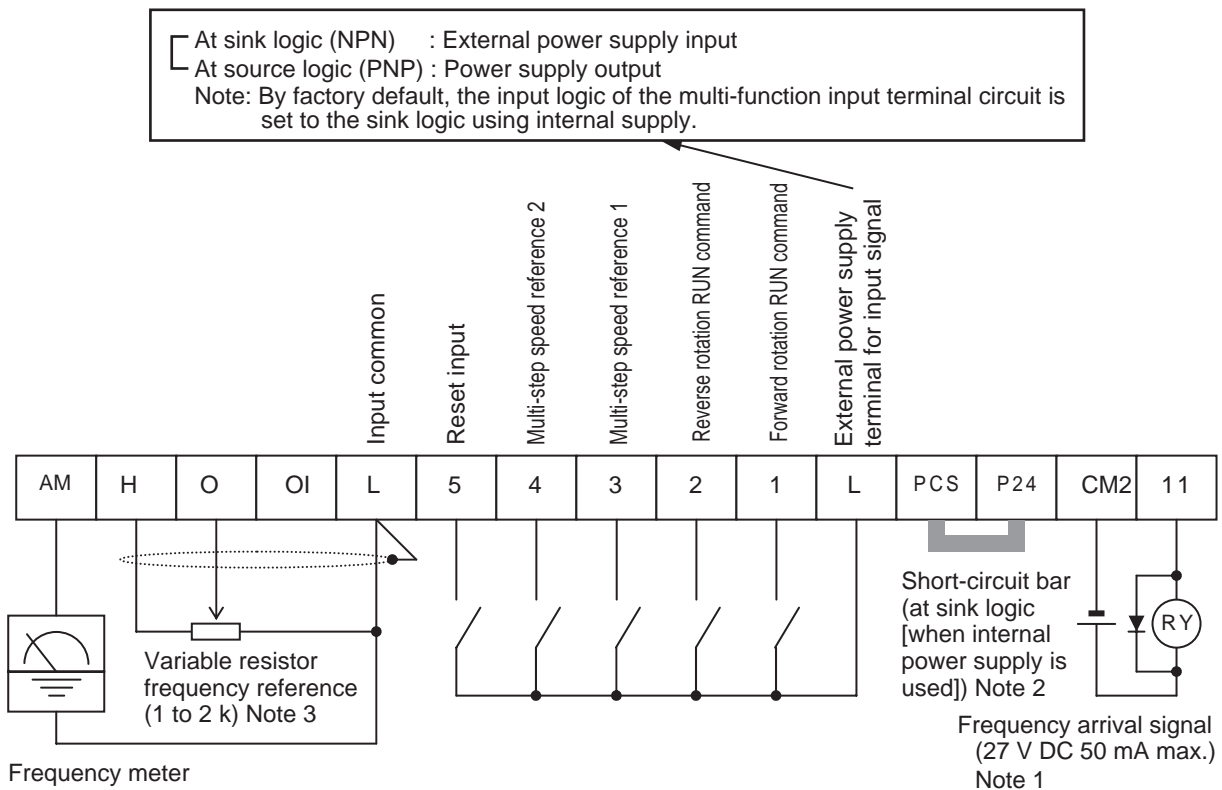 At sink logic (NPN) : External power supply input
At source logic (PNP) : Power supply output
Note: By factory default, the input logic of the multi-function input terminal circuit is
set to the sink logic using internal supply.
Input common
Reset input
Multi-step speed reference 2
Multi-step speed reference 1
Reverse rotation RUN command
Forward rotation RUN command
External power supply
terminal for input signal
AM H O OI L 5 4 3 2 1 L PCS P24 CM2 11
Variable resistor
frequency reference
(1 to 2 k) Note 3
Short-circuit bar
(at sink logic
[when internal
power supply is
used]) Note 2
RY
Frequency arrival signal
(27 V DC 50 mA max.)
Note 1
Frequency meter